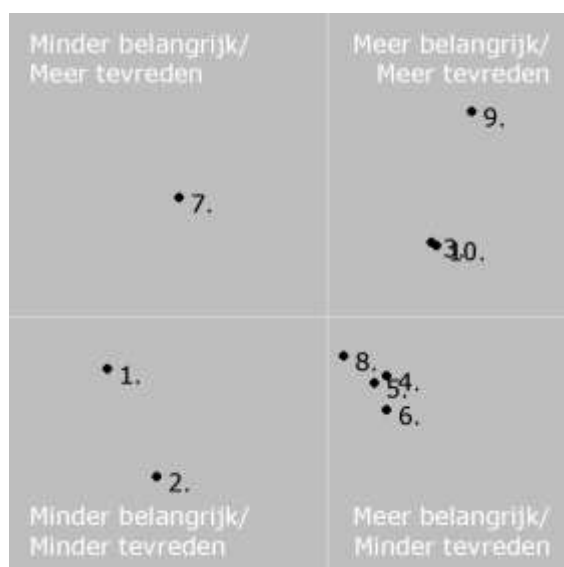 Minder belangrijk/
Meer tevreden
Meer belangrijk/
Meer tevreden
9.
7.
3.
10.
8.
4.
5.
1.
6.
2.
Minder belangrijk/
Minder tevreden
Meer belangrijk/
Minder tevreden